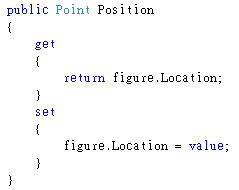 public Point Position
{
    get
    {
        return figure.Location;
    }
    set
    {
        figure.Location = value;
    }
}